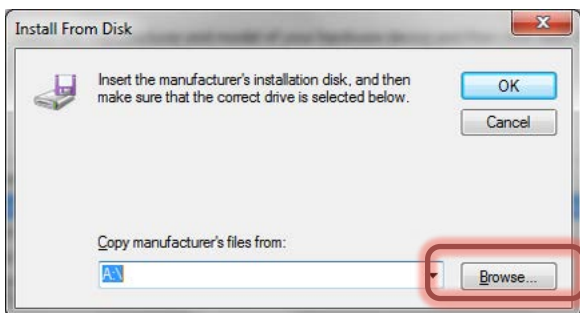 Install From Disk
Insert the manufacturer's installation disk, and then
make sure that the correct drive is selected below.
OK
Cancel
Copy manufacturer's files from:
A:\
Browse...